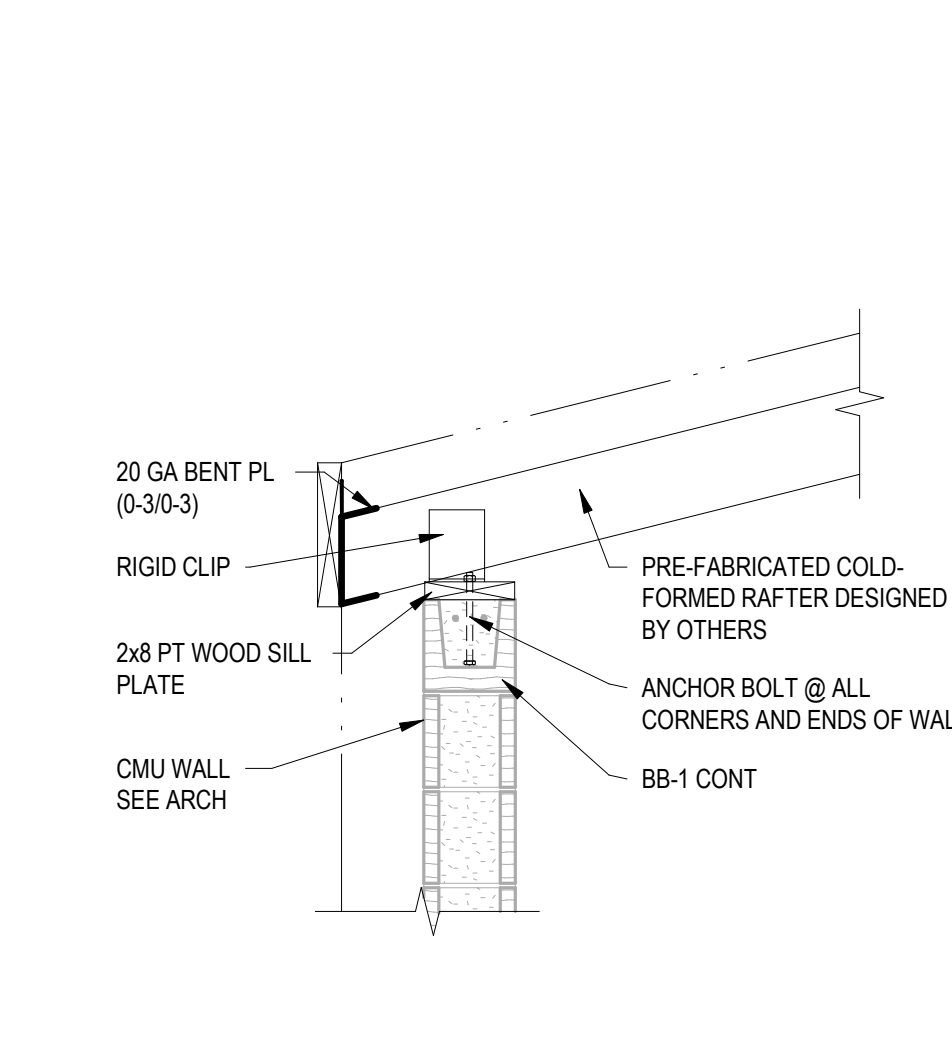 20 GA BENT PL
(0-3/0-3)
RIGID CLIP
2x8 PT WOOD SILL
PLATE
CMU WALL
SEE ARCH
PRE-FABRICATED COLD-
FORMED RAFTER DESIGNED
BY OTHERS
ANCHOR BOLT @ ALL
CORNERS AND ENDS OF WAL
BB-1 CONT